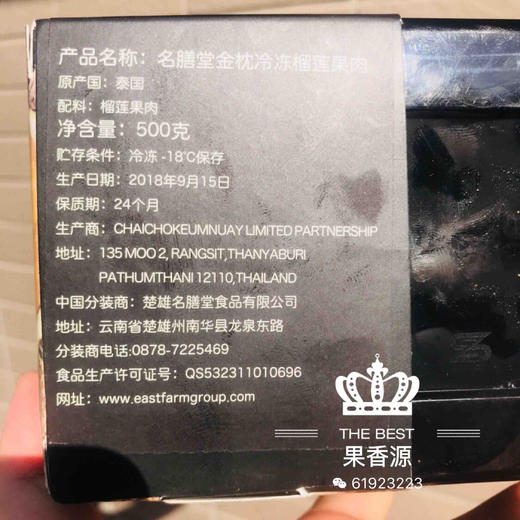 产品名称：名膳堂金枕冷冻榴莲果肉
原产国：泰国
配料：榴莲果肉
净含量：500克
贮存条件：冷冻 -18℃保存
生产日期：2018年9月15日
保质期：24个月
生产商：CHAICHOKEUMNUAY LIMITED PARTNERSHIP
地址：135 MOO 2, RANGSIT,THANYABURI
PATHUMTHANI 12110,THAILAND
中国分装商：楚雄名膳堂食品有限公司
地址：云南省楚雄州南华县龙泉东路
分装商电话:0878-7225469
食品生产许可证号：QS532311010696
网址：www.eastfarmgroup.com
THE BEST
果香源
61923223